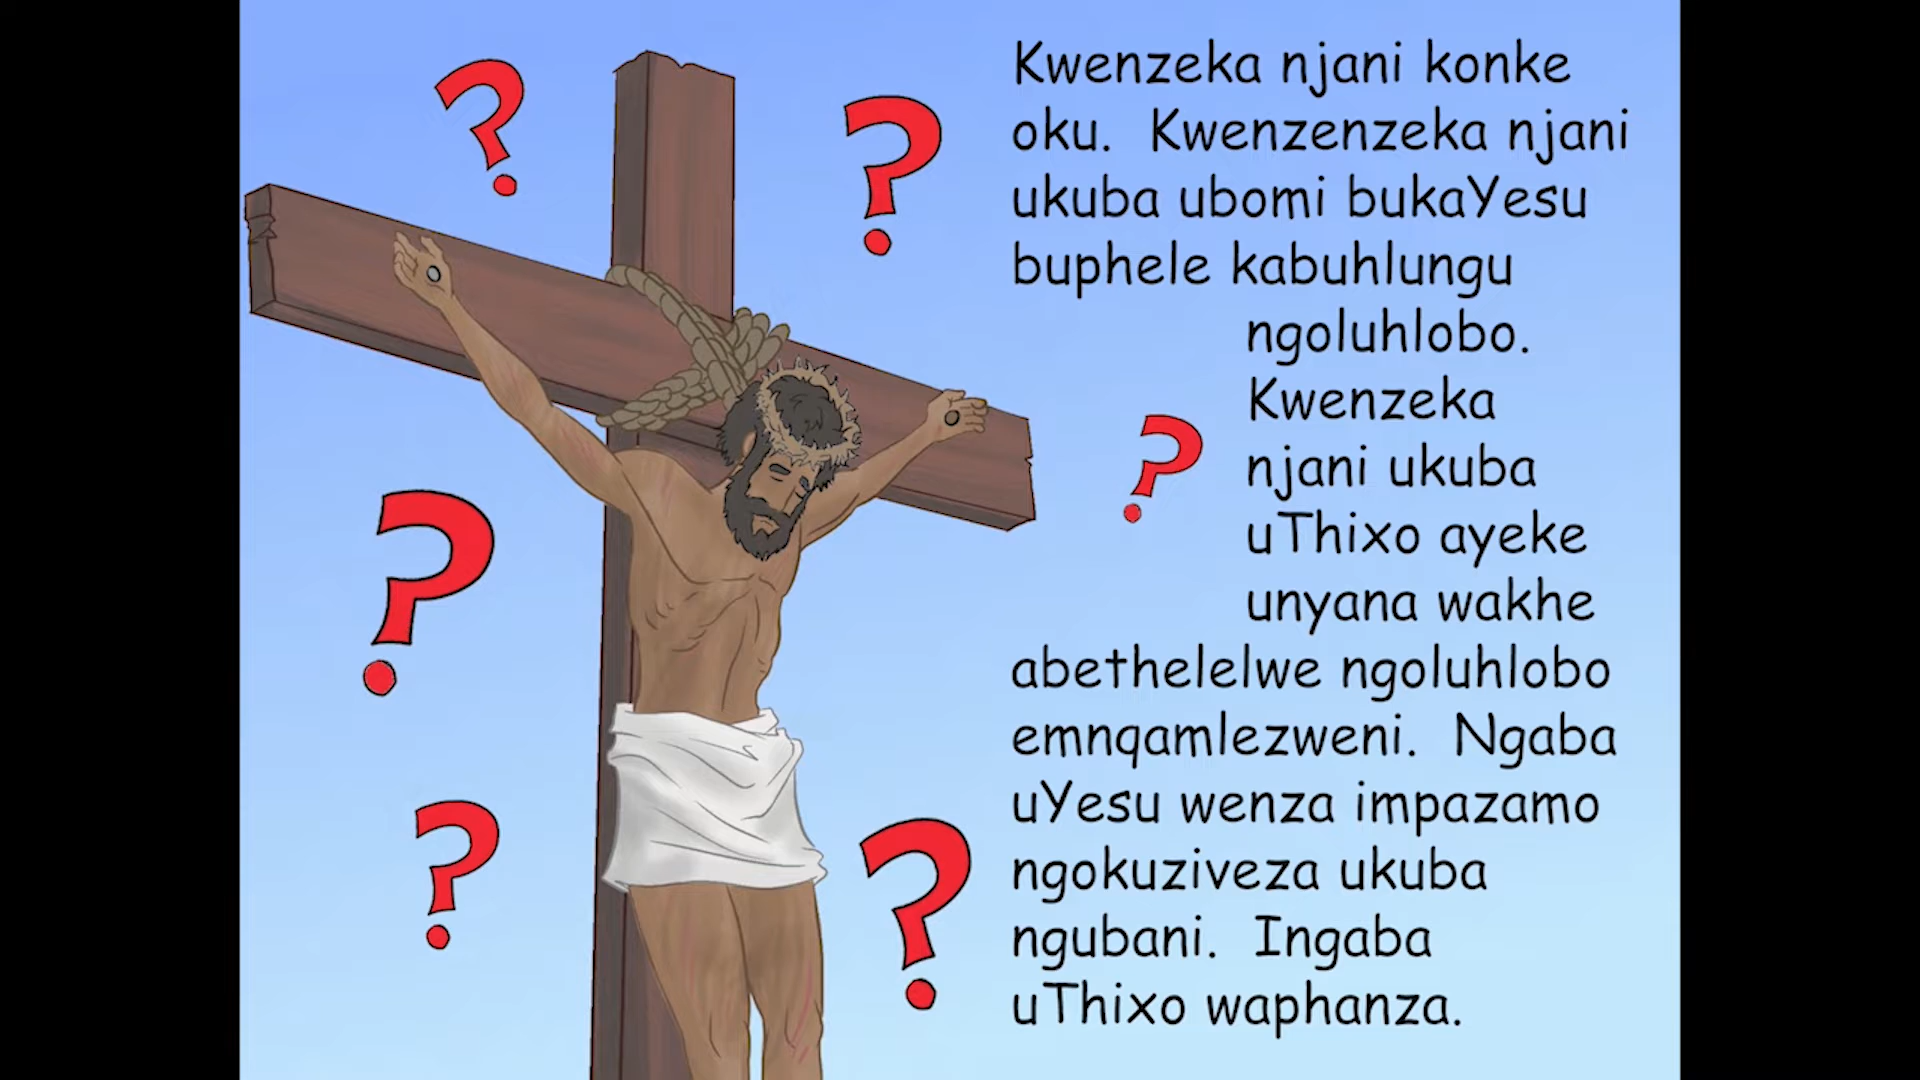 Kwenzeka njani konke
oku. Kwenzenzeka njani
ukuba ubomi bukaYesu
buphele kabuhlungu
ngoluhlobo.
Kwenzeka
njani ukuba
uThixo ayeke
unyana wakhe
abethelelwe ngoluhlobo
emnqamlezweni. Ngaba
uYesu wenza impazamo
ngokuziveza ukuba
ngubani. Ingaba
uThixo waphanza.